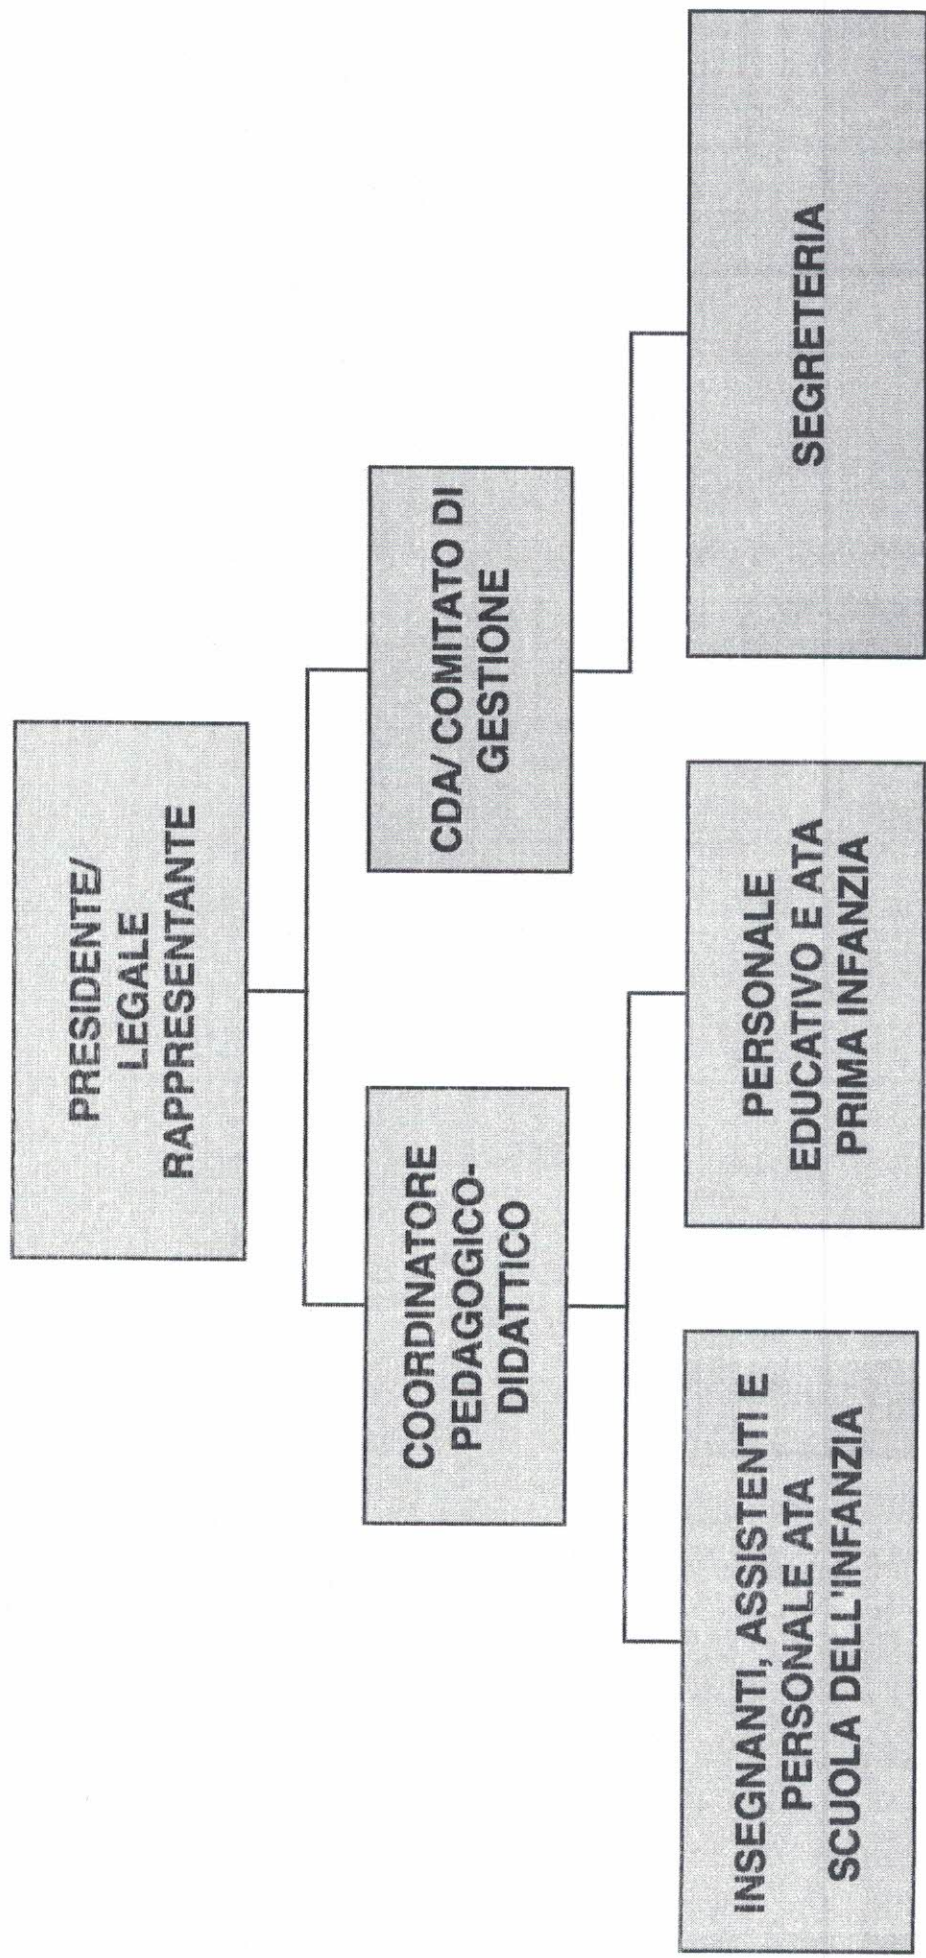 PRESIDENTE/
LEGALE
RAPPRESENTANTE
COORDINATORE
PEDAGOGICO-
DIDATTICO
CDA/ COMITATO DI
GESTIONE
INSEGNANTI, ASSISTENTI E
PERSONALE ATA
SCUOLA DELL'INFANZIA
PERSONALE
EDUCATIVO E ATA
PRIMA INFANZIA
SEGRETERIA